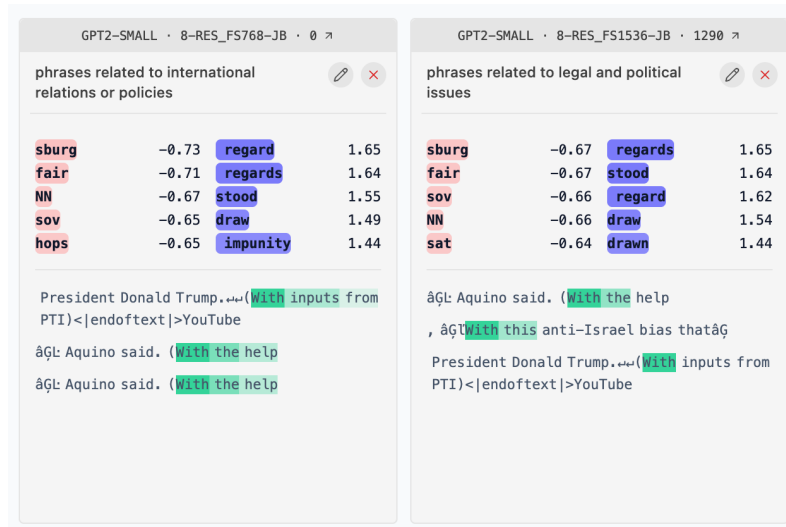 GPT2-SMALL · 8-RES_FS768-JB · 0 ↗
phrases related to international
relations or policies
sburg -0.73 regard 1.65
fair -0.71 regards 1.64
NN -0.67 stood 1.55
sov -0.65 draw 1.49
hops -0.65 impunity 1.44
President Donald Trump.↵↵(With inputs from
PTI)<|endoftext|>YouTube
âĢĿ Aquino said. (With the help
âĢĿ Aquino said. (With the help
GPT2-SMALL · 8-RES_FS1536-JB · 1290 ↗
phrases related to legal and political
issues
sburg -0.67 regards 1.65
fair -0.67 stood 1.64
sov -0.66 regard 1.62
NN -0.66 draw 1.54
sat -0.64 drawn 1.44
âĢĿ Aquino said. (With the help
, âĢľWith this anti-Israel bias thatâĢ
President Donald Trump.↵↵(With inputs from
PTI)<|endoftext|>YouTube